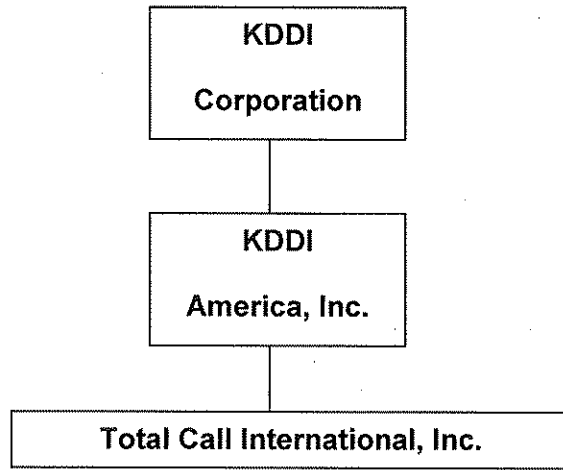 KDDI
Corporation
KDDI
America, Inc.
Total Call International, Inc.